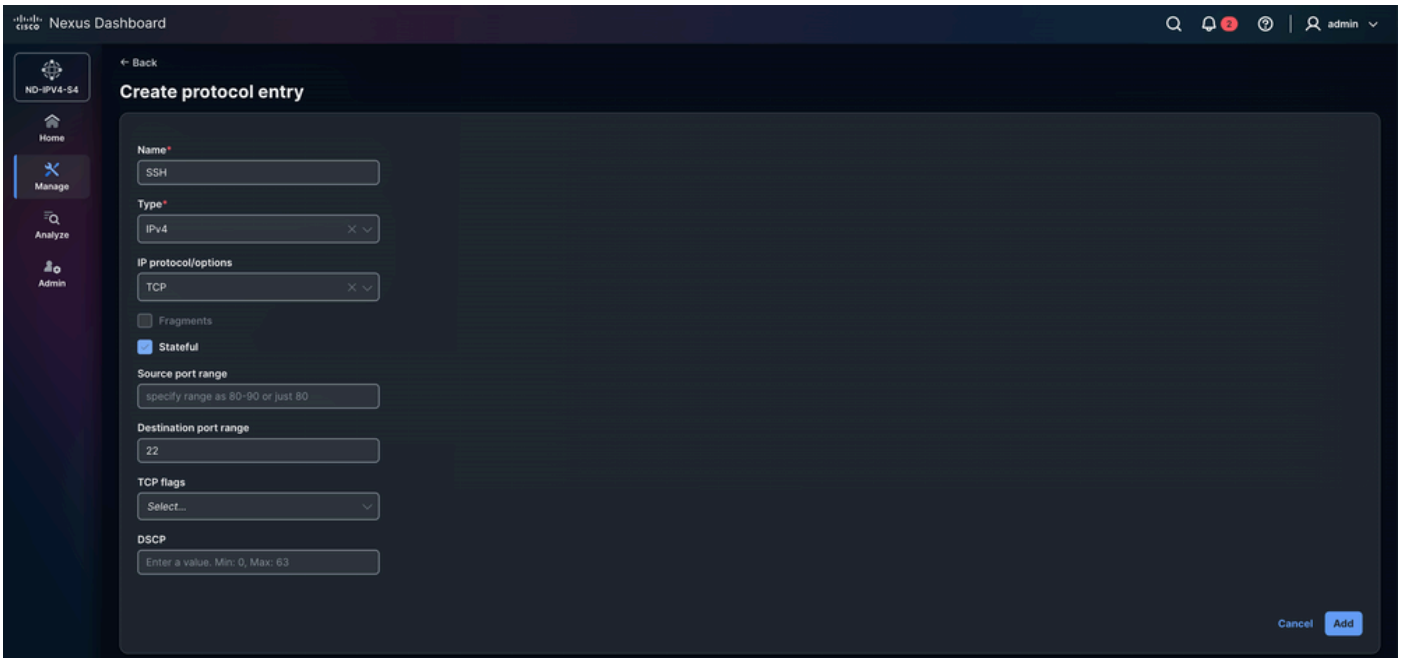 CISCO Nexus Dashboard
2
admin
ND-IPV4-S4
Home
Manage
Analyze
Admin
← Back
Create protocol entry
Name*
SSH
Type*
IPv4
IP protocol/options
TCP
Fragments
Stateful
Source port range
specify range as 80-90 or just 80
Destination port range
22
TCP flags
Select...
DSCP
Enter a value. Min: 0, Max: 63
Cancel Add